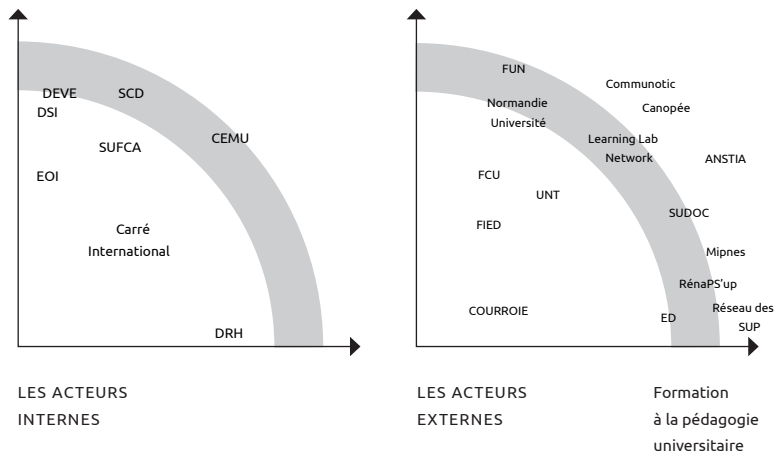 DEVE
SCD
DSI
CEMU
SUFCA
EOI
Carré
International
DRH
LES ACTEURS
INTERNES
FUN
Communotic
Normandie
Université
Canopée
Learning Lab
Network
ANSTIA
FCU
UNT
SUDOC
FIED
Mipnes
RénaPS'up
COURROIE
ED
Réseau des
SUP
LES ACTEURS
EXTERNES
Formation
à la pédagogie
universitaire